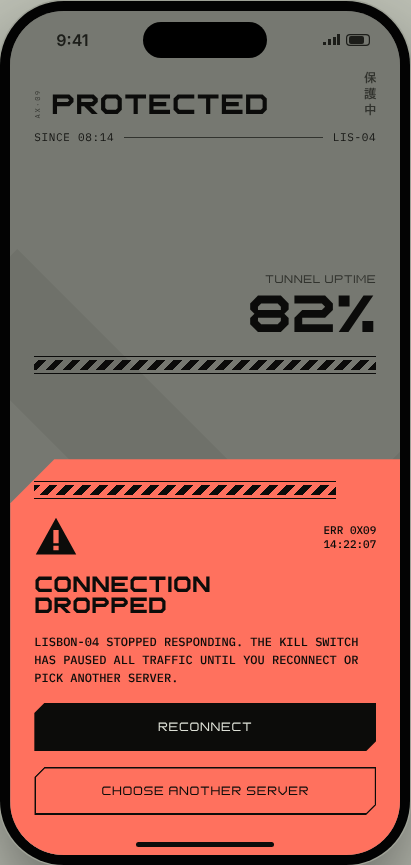 9:41
保護中
AX·09
PROTECTED
SINCE 08:14
LIS-04
TUNNEL UPTIME
82%
ERR 0X09
14:22:07
CONNECTION
DROPPED
LISBON-04 STOPPED RESPONDING. THE KILL SWITCH
HAS PAUSED ALL TRAFFIC UNTIL YOU RECONNECT OR
PICK ANOTHER SERVER.
RECONNECT
CHOOSE ANOTHER SERVER